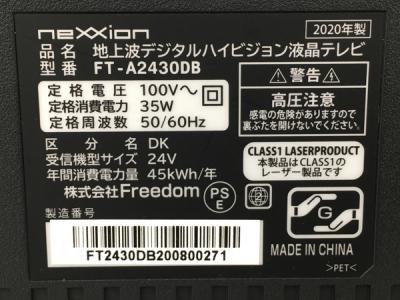 neXXion
2020年製
品名 地上波デジタルハイビジョン液晶テレビ
型番 FT-A2430DB
定格電圧 100V～
定格消費電力 35W
定格周波数 50/60Hz
⚠警告⚠
高圧注意
感電の危険がありますので
裏ぶたを開けないでください。
区分名 DK
受信機型サイズ 24V
年間消費電力量 45kWh/年
株式会社Freedom
PS
E
CLASS1 LASERPRODUCT
本製品はCLASS1の
レーザー製品です
製造番号
FT2430DB200800271
G
MADE IN CHINA
>PET<